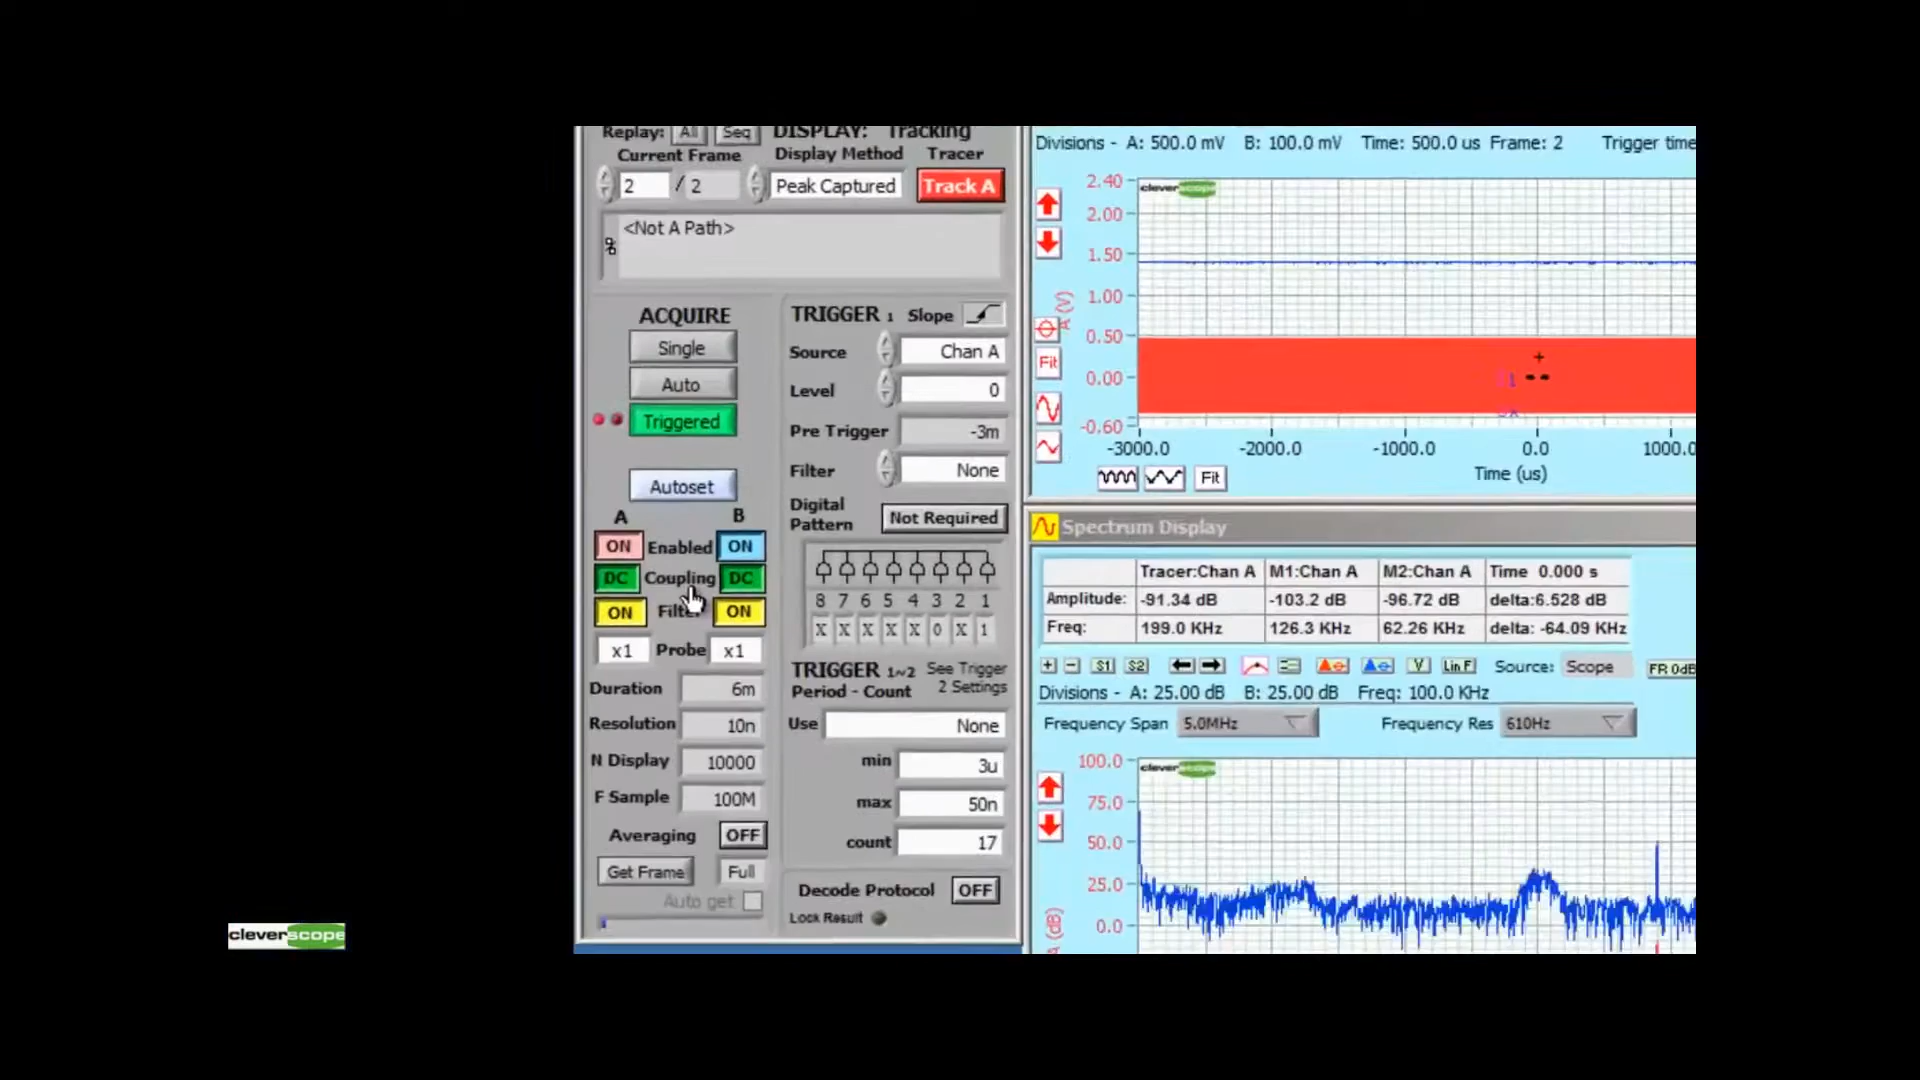 Replay: All Seq DISPLAY: Tracking
Current Frame Display Method Tracer
2 / 2 Peak Captured Track A
<Not A Path>
ACQUIRE
Single
Auto
Triggered
Autoset
A B
ON Enabled ON
DC Coupling DC
ON Filter ON
x1 Probe x1
Duration 6m
Resolution 10n
N Display 10000
F Sample 100M
Averaging OFF
Get Frame Full
Auto get
TRIGGER 1 Slope
Source Chan A
Level 0
Pre Trigger -3m
Filter None
Digital
Pattern Not Required
8 7 6 5 4 3 2 1
X X X X X 0 X 1
TRIGGER 1~2 See Trigger
Period - Count 2 Settings
Use None
min 3u
max 50n
count 17
Decode Protocol OFF
Lock Result
Divisions - A: 500.0 mV B: 100.0 mV Time: 500.0 us Frame: 2 Trigger time
cleverscope
2.40
2.00
1.50
1.00
0.50
0.00
-0.60
A (V)
Fit
-3000.0 -2000.0 -1000.0 0.0 1000.0
Time (us)
Fit
Spectrum Display
Tracer:Chan A M1:Chan A M2:Chan A Time 0.000 s
Amplitude: -91.34 dB -103.2 dB -96.72 dB delta:6.528 dB
Freq: 199.0 KHz 126.3 KHz 62.26 KHz delta: -64.09 KHz
+ - S1 S2 V Lin F Source: Scope FR 0dB
Divisions - A: 25.00 dB B: 25.00 dB Freq: 100.0 KHz
Frequency Span 5.0MHz Frequency Res 610Hz
cleverscope
100.0
75.0
50.0
25.0
0.0
A (dB)
cleverscope